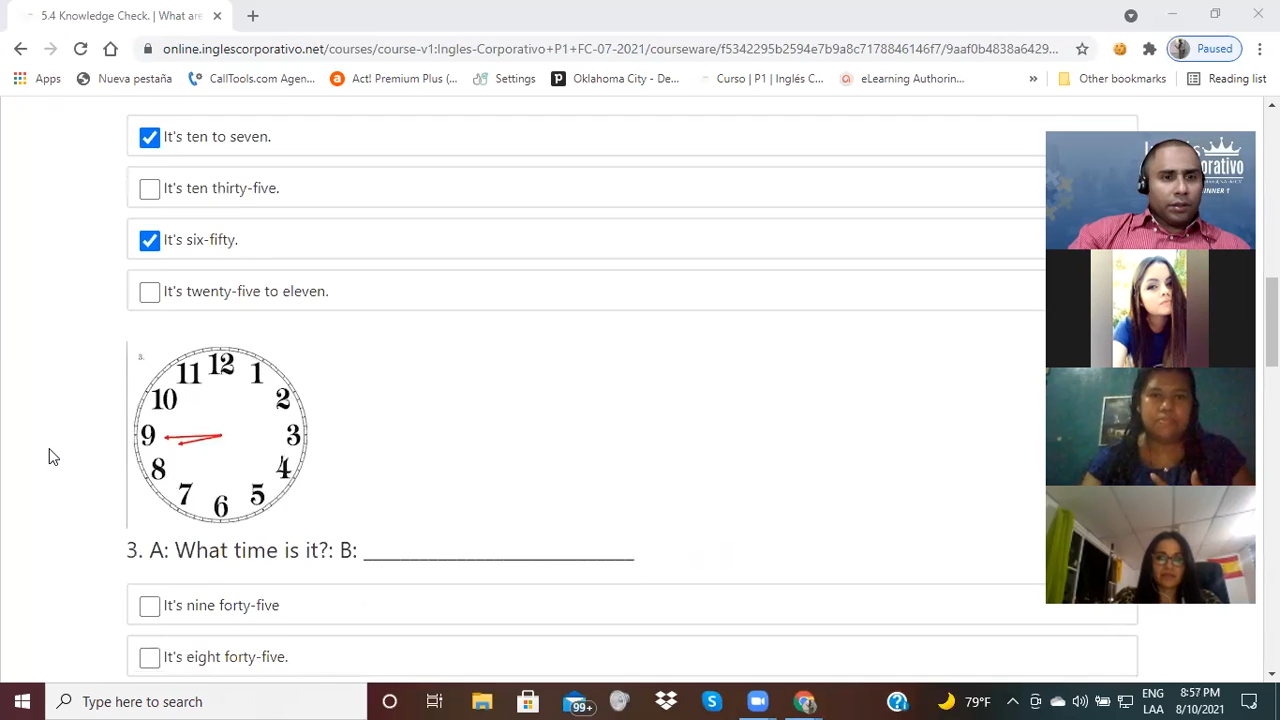 5.4 Knowledge Check. | What are
online.inglescorporativo.net/courses/course-v1:Ingles-Corporativo+P1+FC-07-2021/courseware/f5342295b2594e7b9a8c7178846146f7/9aaf0b4838a6429...
Paused
Apps
Nueva pestaña
CallTools.com Agen...
Act! Premium Plus (...
Settings
Oklahoma City - De...
Curso | P1 | Inglés C...
eLearning Authorin...
»
Other bookmarks
Reading list
It's ten to seven.
It's ten thirty-five.
It's six-fifty.
It's twenty-five to eleven.
3.
12
11 1
10 2
9 3
8 4
7 5
6
3. A: What time is it?: B: ___________________________
It's nine forty-five
It's eight forty-five.
Type here to search
99+
79°F
ENG
LAA
8:57 PM
8/10/2021